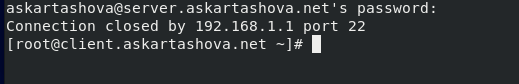 askartashova@server.askartashova.net's password:
Connection closed by 192.168.1.1 port 22
[root@client.askartashova.net ~]#